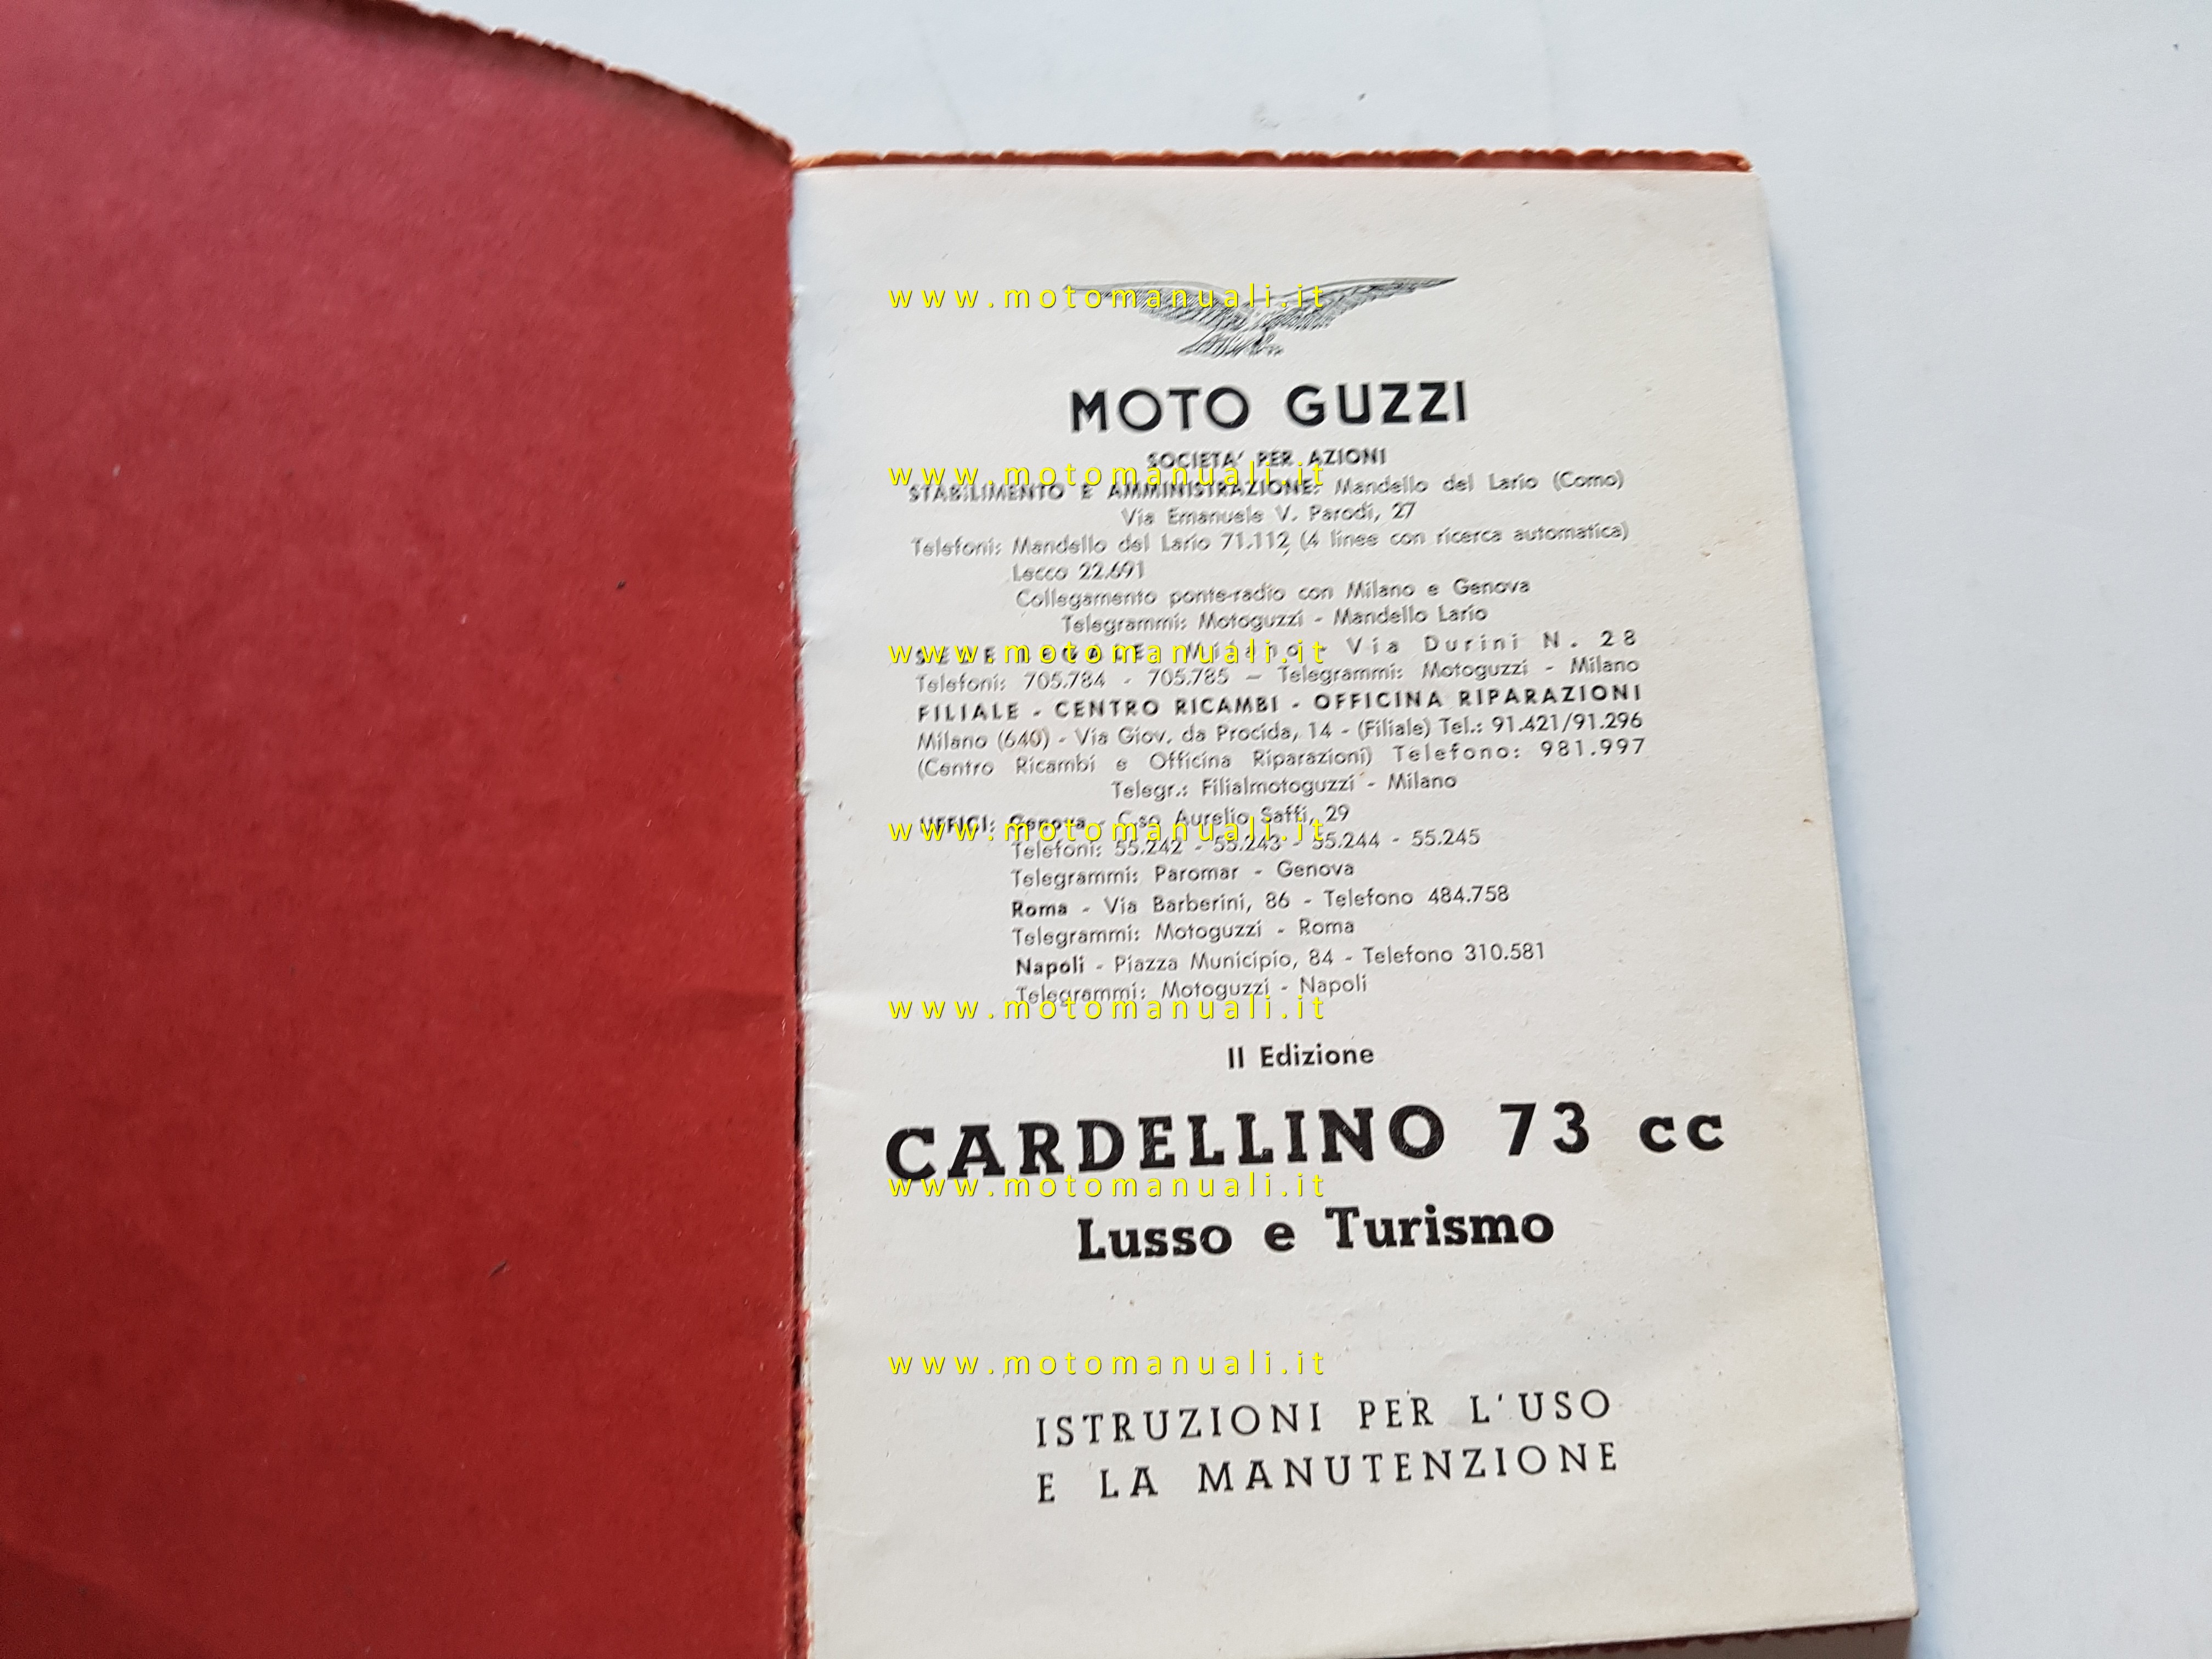 www.motomanuali.it
MOTO GUZZI
SOCIETA' PER AZIONI
www.motomanuali.it
STABILIMENTO E AMMINISTRAZIONE: Mandello del Lario (Como)
Via Emanuele V. Parodi, 27
Telefoni: Mandello del Lario 71.112 (4 linee con ricerca automatica)
Lecco 22.691
Collegamento ponte-radio con Milano e Genova
Telegrammi: Motoguzzi - Mandello Lario
www.motomanuali.it
SEDE LEGALE Milano - Via Durini N. 28
Telefoni: 705.784 - 705.785 — Telegrammi: Motoguzzi - Milano
FILIALE - CENTRO RICAMBI - OFFICINA RIPARAZIONI
Milano (640) - Via Giov. da Procida, 14 - (Filiale) Tel.: 91.421/91.296
(Centro Ricambi e Officina Riparazioni) Telefono: 981.997
Telegr.: Filialmotoguzzi - Milano
UFFICI: Genova - C.so Aurelio Saffi, 29
www.motomanuali.it
Telefoni: 55.242 - 55.243 - 55.244 - 55.245
Telegrammi: Paromar - Genova
Roma - Via Barberini, 86 - Telefono 484.758
Telegrammi: Motoguzzi - Roma
Napoli - Piazza Municipio, 84 - Telefono 310.581
Telegrammi: Motoguzzi - Napoli
www.motomanuali.it
II Edizione
CARDELLINO 73 cc
www.motomanuali.it
Lusso e Turismo
www.motomanuali.it
ISTRUZIONI PER L'USO
E LA MANUTENZIONE